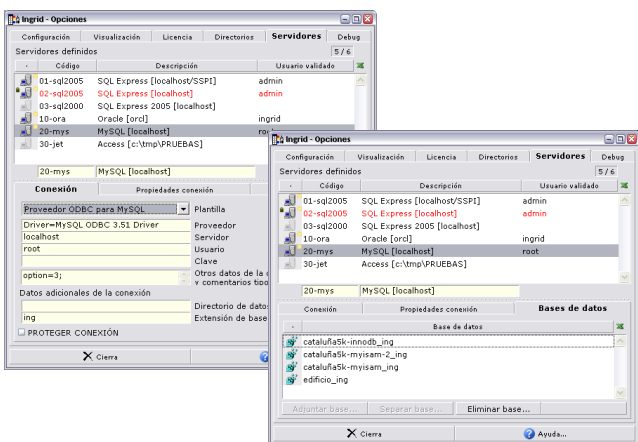 Ingrid - Opciones
Configuración Visualización Licencia Directorios Servidores Debug
Servidores definidos 5 / 6
- Código Descripción Usuario validado
01-sql2005 SQL Express [localhost/SSPI] admin
02-sql2005 SQL Express [localhost] admin
03-sql2000 SQL Express 2005 [localhost]
10-ora Oracle [orcl] ingrid
20-mys MySQL [localhost]
30-jet Access [c:\tmp\PRUEBAS]
20-mys MySQL [localhost]
Conexión Propiedades conexión
Proveedor ODBC para MySQL Plantilla
Driver=MySQL ODBC 3.51 Driver Proveedor
localhost Servidor
root Usuario
Clave
option=3; Otros datos de la
y comentarios
Datos adicionales de la conexión
Directorio de
ing Extensión de
PROTEGER CONEXIÓN
Cierra
Ingrid - Opciones
Configuración Visualización Licencia Directorios Servidores Debug
Servidores definidos 5 / 6
- Código Descripción Usuario validado
01-sql2005 SQL Express [localhost/SSPI] admin
02-sql2005 SQL Express [localhost] admin
03-sql2000 SQL Express 2005 [localhost]
10-ora Oracle [orcl] ingrid
20-mys MySQL [localhost] root
30-jet Access [c:\tmp\PRUEBAS]
20-mys MySQL [localhost]
Conexión Propiedades conexión Bases de datos
- Base de datos
cataluña5k-innodb_ing
cataluña5k-myisam-2_ing
cataluña5k-myisam_ing
edificio_ing
Adjuntar base... Separar base... Eliminar base...
Cierra Ayuda...